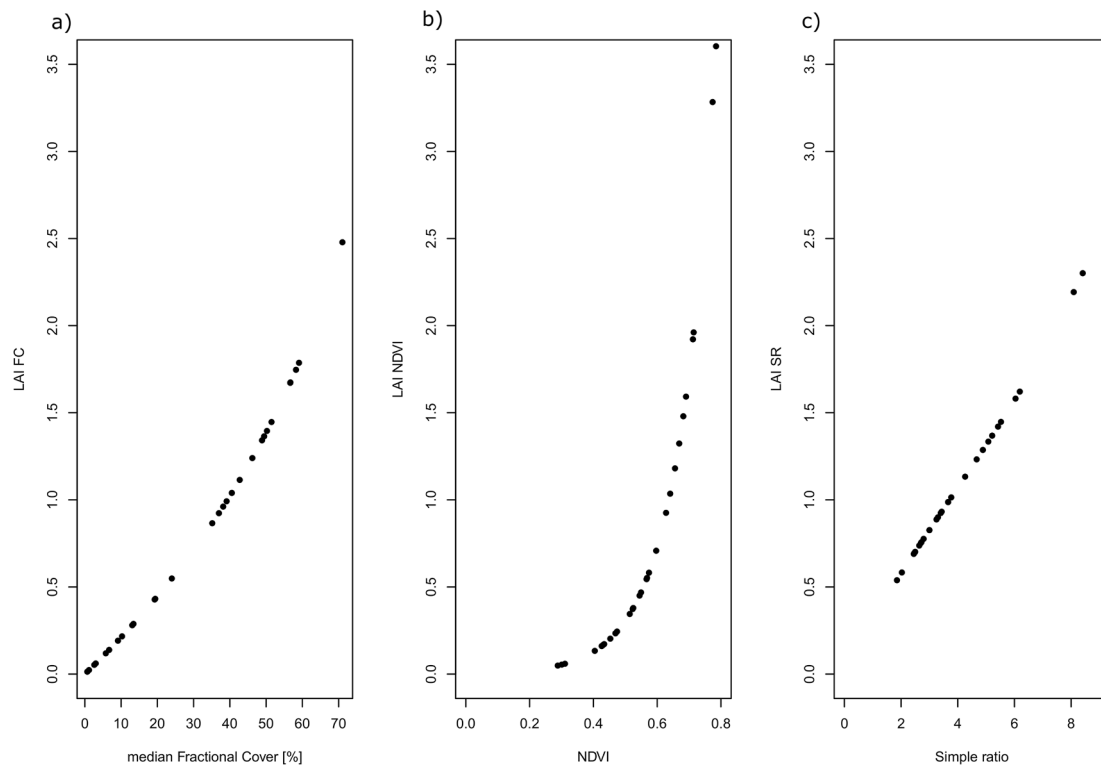 a)
b)
c)
LAI FC
0.0 0.5 1.0 1.5 2.0 2.5 3.0 3.5
0 10 20 30 40 50 60 70
median Fractional Cover [%]
LAI NDVI
0.0 0.5 1.0 1.5 2.0 2.5 3.0 3.5
0.0 0.2 0.4 0.6 0.8
NDVI
LAI SR
0.0 0.5 1.0 1.5 2.0 2.5 3.0 3.5
0 2 4 6 8
Simple ratio